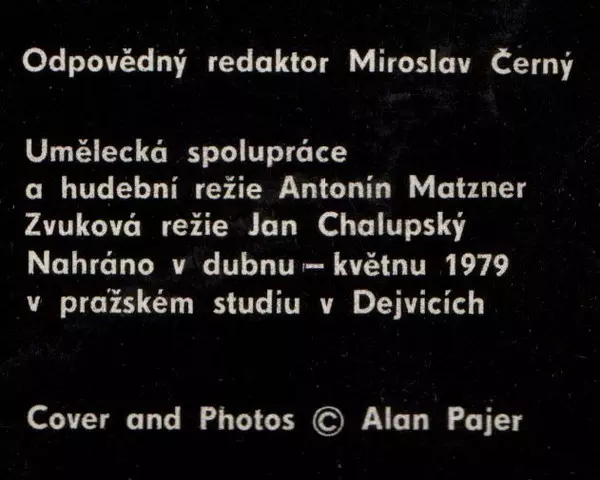 Odpovědný redaktor Miroslav Černý
Umělecká spolupráce
a hudební režie Antonín Matzner
Zvuková režie Jan Chalupský
Nahráno v dubnu – květnu 1979
v pražském studiu v Dejvicích
Cover and Photos © Alan Pajer